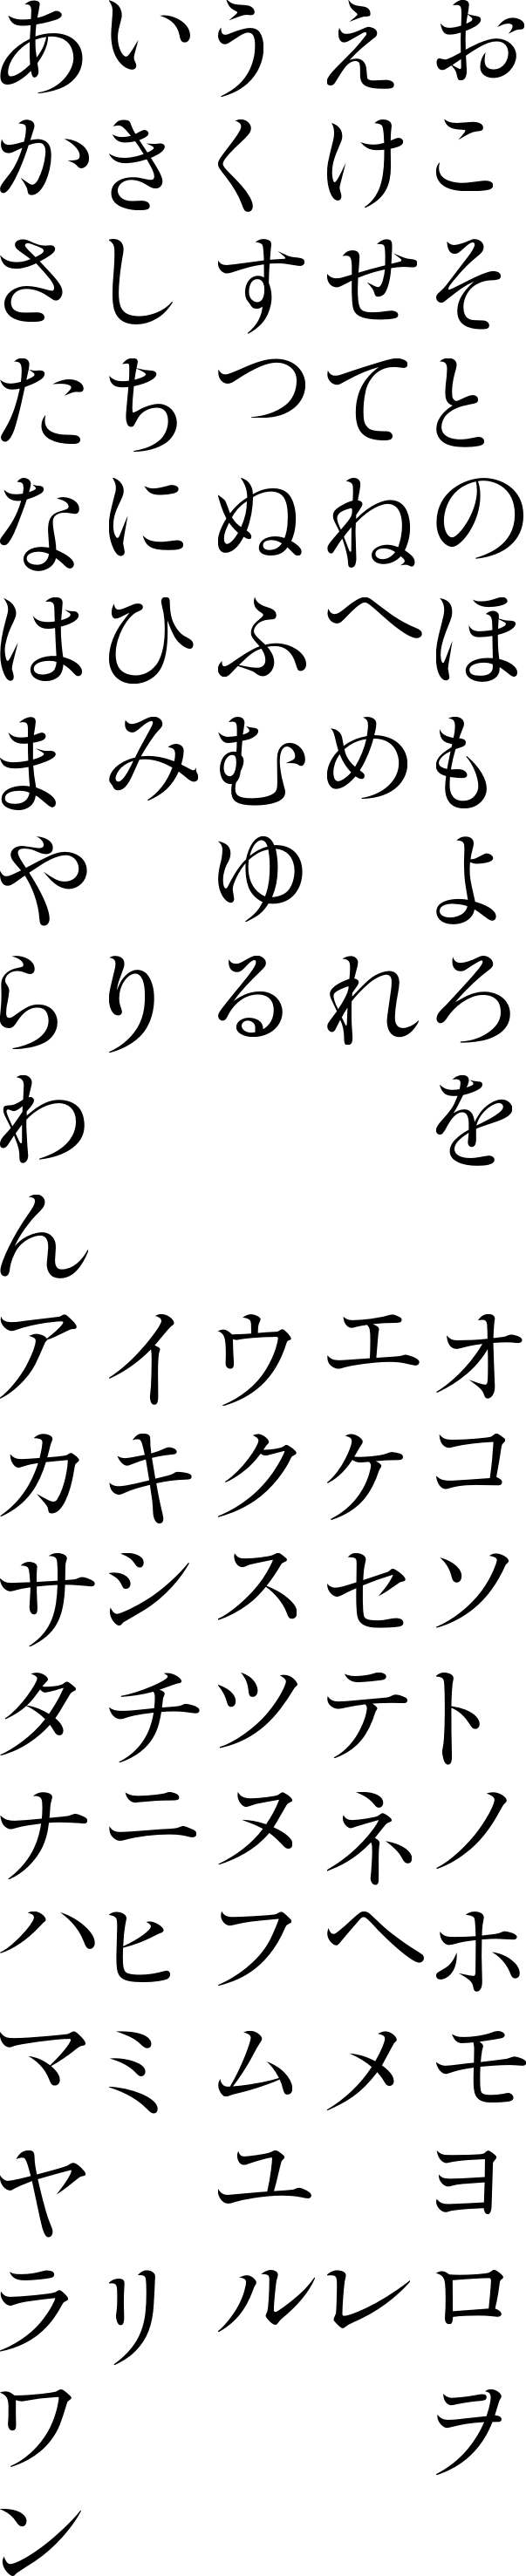 あ い う え お
か き く け こ
さ し す せ そ
た ち つ て と
な に ぬ ね の
は ひ ふ へ ほ
ま み む め も
や ゆ よ
ら り る れ ろ
わ を
ん
ア イ ウ エ オ
カ キ ク ケ コ
サ シ ス セ ソ
タ チ ツ テ ト
ナ ニ ヌ ネ ノ
ハ ヒ フ ヘ ホ
マ ミ ム メ モ
ヤ ユ ヨ
ラ リ ル レ ロ
ワ ヲ
ン